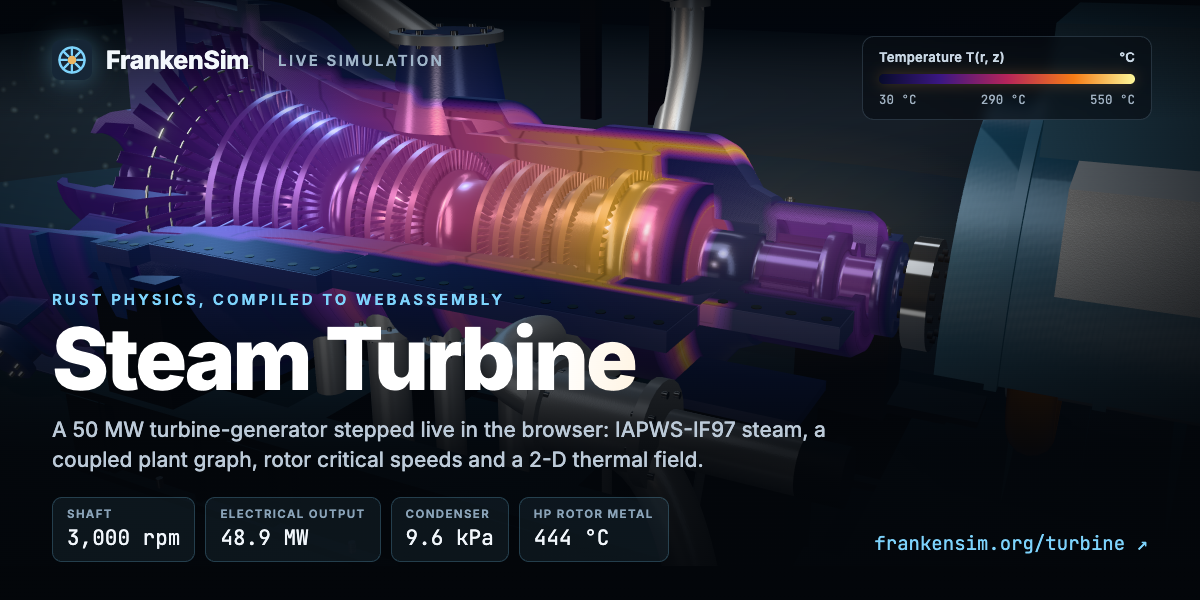 FrankenSim
LIVE SIMULATION
Temperature T(r, z) °C
30 °C 290 °C 550 °C
RUST PHYSICS, COMPILED TO WEBASSEMBLY
Steam Turbine
A 50 MW turbine-generator stepped live in the browser: IAPWS-IF97 steam, a
coupled plant graph, rotor critical speeds and a 2-D thermal field.
SHAFT
3,000 rpm
ELECTRICAL OUTPUT
48.9 MW
CONDENSER
9.6 kPa
HP ROTOR METAL
444 °C
frankensim.org/turbine ↗